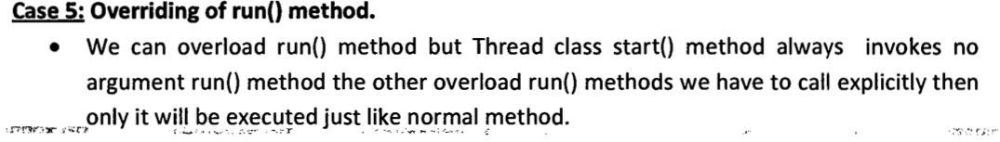 Case 5: Overriding of run() method.
• We can overload run() method but Thread class start() method always invokes no
argument run() method the other overload run() methods we have to call explicitly then
only it will be executed just like normal method.